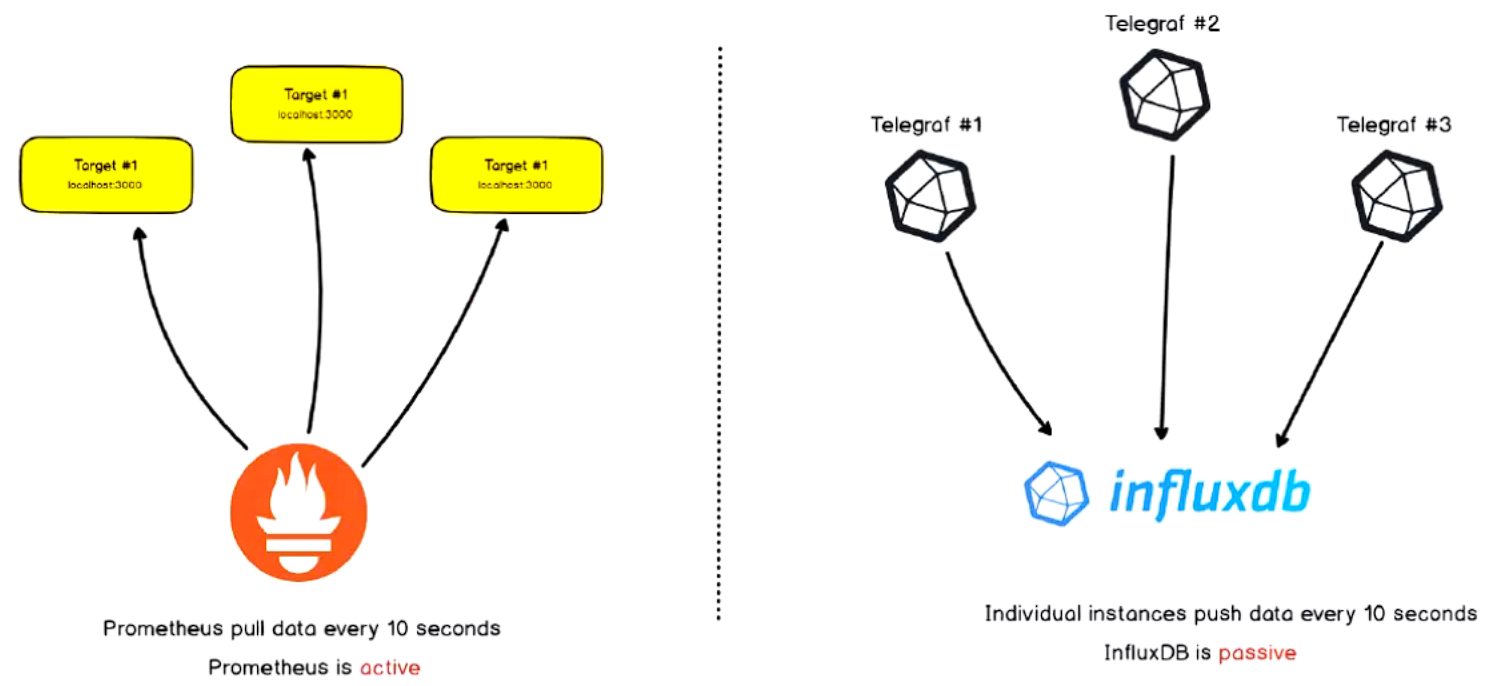 Target #1
localhost:3000
Target #1
localhost:3000
Target #1
localhost:3000
Prometheus pull data every 10 seconds
Prometheus is active
Telegraf #1
Telegraf #2
Telegraf #3
influxdb
Individual instances push data every 10 seconds
InfluxDB is passive